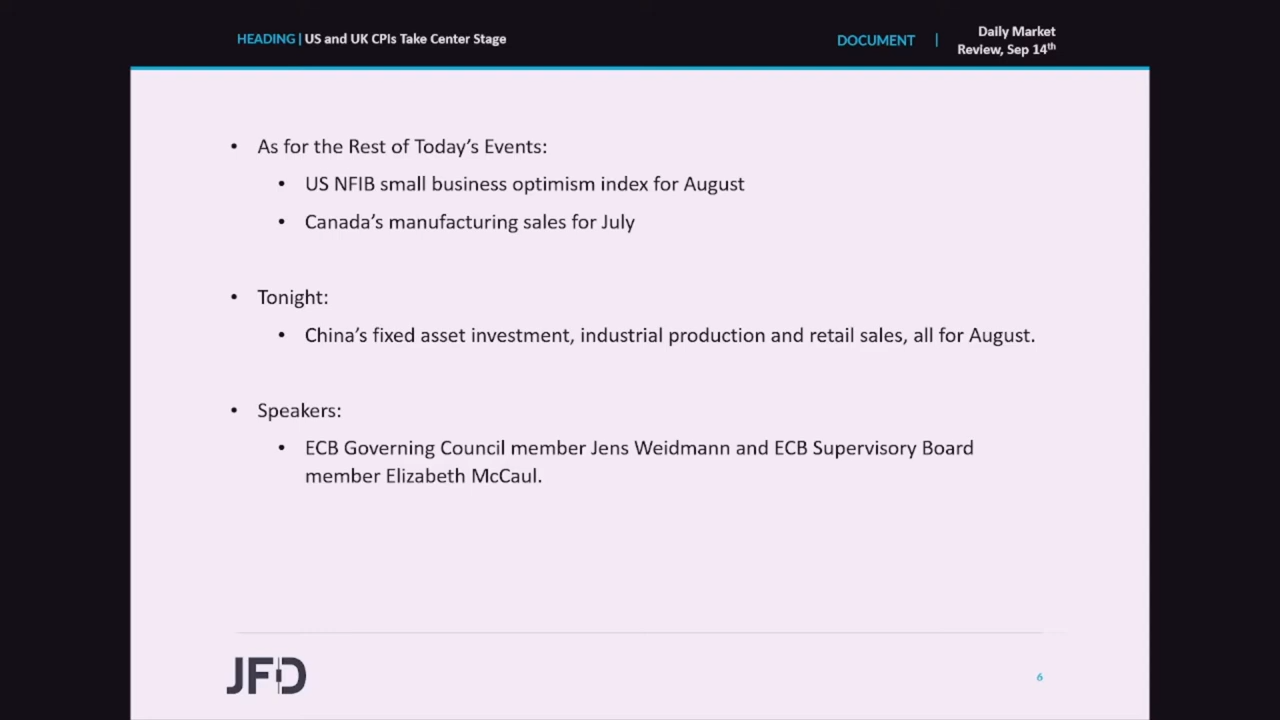 HEADING | US and UK CPIs Take Center Stage
DOCUMENT |
Daily Market
Review, Sep 14th
• As for the Rest of Today's Events:
• US NFIB small business optimism index for August
• Canada's manufacturing sales for July
• Tonight:
• China's fixed asset investment, industrial production and retail sales, all for August.
• Speakers:
• ECB Governing Council member Jens Weidmann and ECB Supervisory Board
member Elizabeth McCaul.
JFD
6